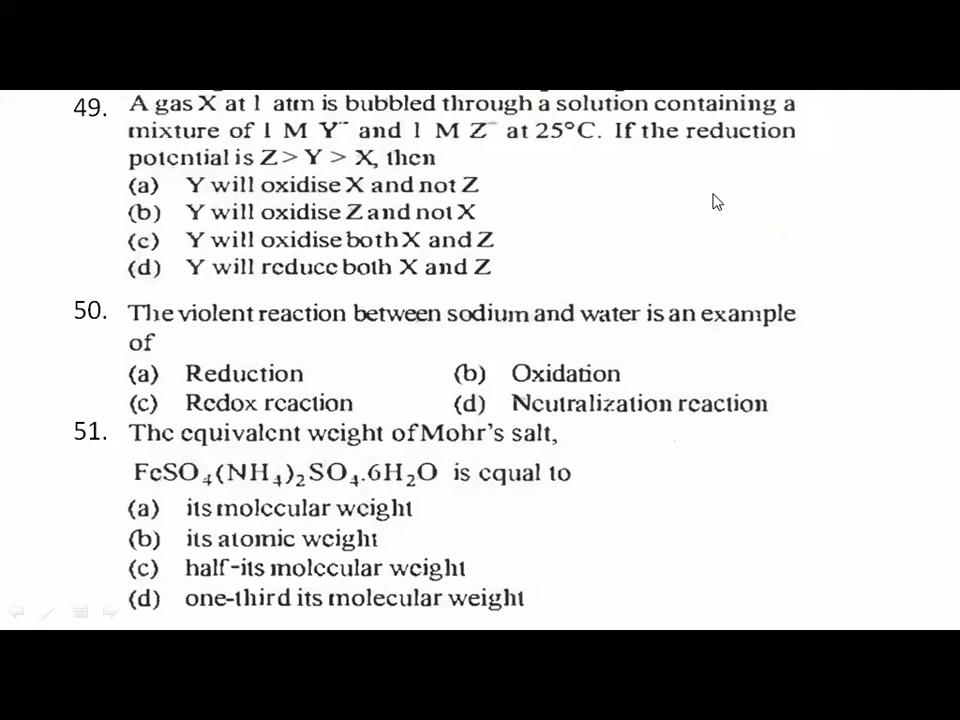 49. A gas X at 1 atm is bubbled through a solution containing a
mixture of 1 M Y⁻ and 1 M Z⁻ at 25°C. If the reduction
potential is Z > Y > X, then
(a) Y will oxidise X and not Z
(b) Y will oxidise Z and not X
(c) Y will oxidise both X and Z
(d) Y will reduce both X and Z
50. The violent reaction between sodium and water is an example
of
(a) Reduction (b) Oxidation
(c) Redox reaction (d) Neutralization reaction
51. The equivalent weight of Mohr's salt,
FeSO₄(NH₄)₂SO₄.6H₂O is equal to
(a) its molecular weight
(b) its atomic weight
(c) half-its molecular weight
(d) one-third its molecular weight